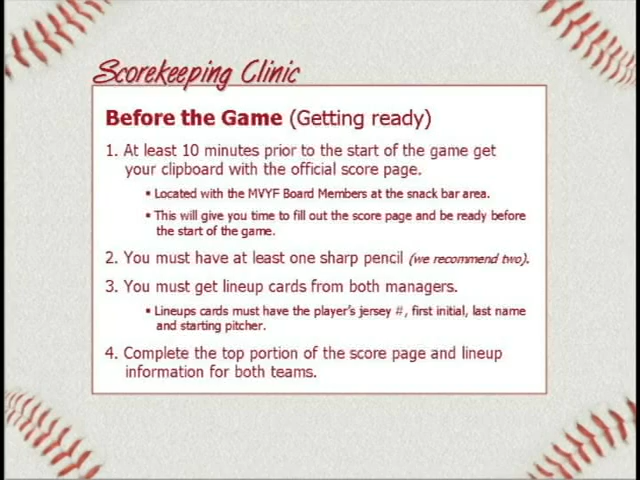 Scorekeeping Clinic
Before the Game (Getting ready)
1. At least 10 minutes prior to the start of the game get
your clipboard with the official score page.
▪ Located with the MVYF Board Members at the snack bar area.
▪ This will give you time to fill out the score page and be ready before
the start of the game.
2. You must have at least one sharp pencil (we recommend two).
3. You must get lineup cards from both managers.
▪ Lineups cards must have the player's jersey #, first initial, last name
and starting pitcher.
4. Complete the top portion of the score page and lineup
information for both teams.